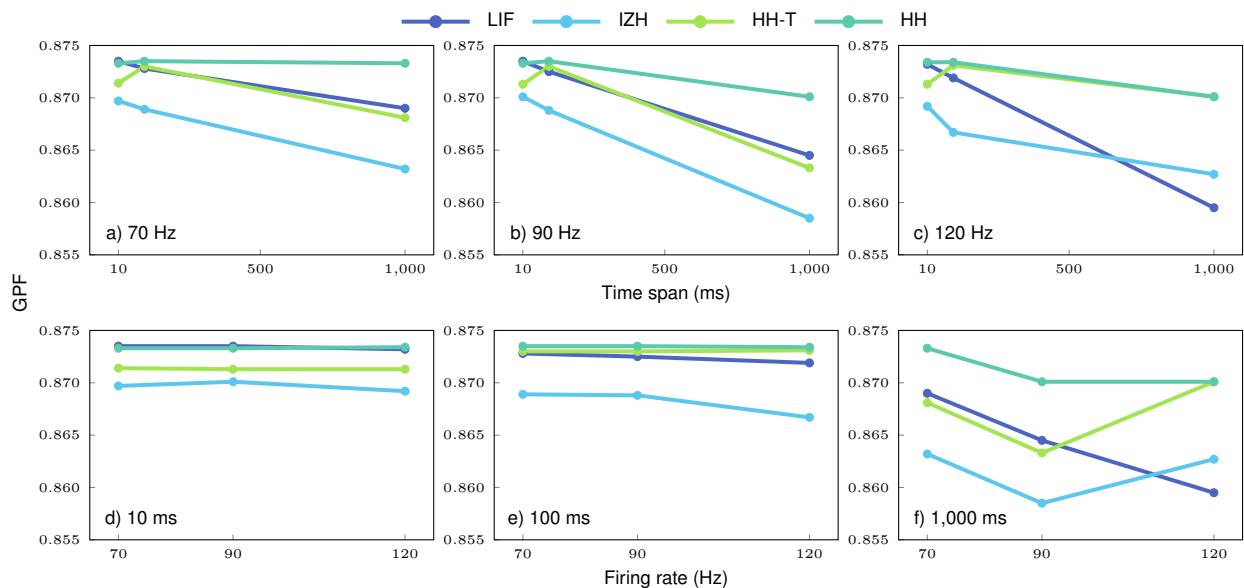 LIF IZH HH-T HH
0.875 0.875 0.875
0.870 0.870 0.870
0.865 0.865 0.865
0.860 0.860 0.860
a) 70 Hz b) 90 Hz c) 120 Hz
0.855 0.855 0.855
10 500 1,000 10 500 1,000 10 500 1,000
Time span (ms)
GPF
0.875 0.875 0.875
0.870 0.870 0.870
0.865 0.865 0.865
0.860 0.860 0.860
d) 10 ms e) 100 ms f) 1,000 ms
0.855 0.855 0.855
70 90 120 70 90 120 70 90 120
Firing rate (Hz)